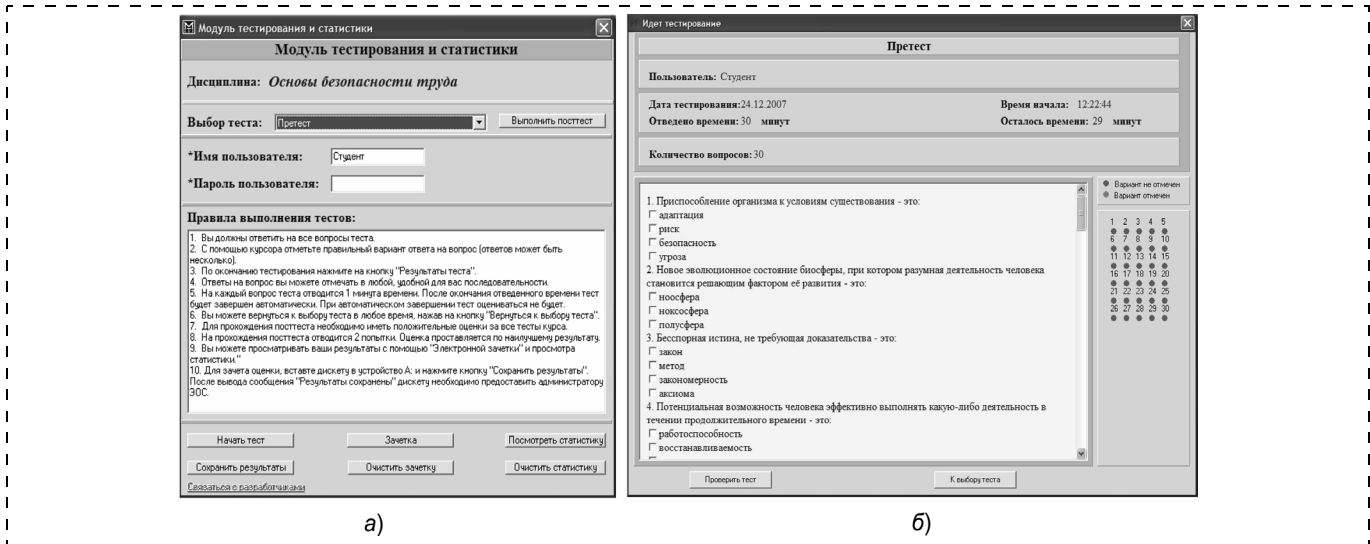 Модуль тестирования и статистики
Модуль тестирования и статистики
Дисциплина: Основы безопасности труда
Выбор теста: Претест Выполнить посттест
*Имя пользователя: Студент
*Пароль пользователя:
Правила выполнения тестов:
1. Вы должны ответить на все вопросы теста.
2. С помощью курсора отметьте правильный вариант ответа на вопрос (ответов может быть
несколько).
3. По окончанию тестирования нажмите на кнопку "Результаты теста".
4. Ответы на вопрос вы можете отмечать в любой, удобной для вас последовательности.
5. На каждый вопрос теста отводится 1 минута времени. После окончания отведенного времени тест
будет завершен автоматически. При автоматическом завершении тест оцениваться не будет.
6. Вы можете вернуться к выбору теста в любое время, нажав на кнопку "Вернуться к выбору теста".
7. Для прохождения посттеста необходимо иметь положительные оценки за все тесты курса.
8. На прохождения посттеста отводится 2 попытки. Оценка проставляется по наилучшему результату.
9. Вы можете просматривать ваши результаты с помощью "Электронной зачетки" и просмотра
статистики."
10. Для зачета оценки, вставте дискету в устройство А: и нажмите кнопку "Сохранить результаты".
После вывода сообщения "Результаты сохранены" дискету необходимо предоставить администратору
ЭОС.
Начать тест Зачетка Посмотреть статистику
Сохранить результаты Очистить зачетку Очистить статистику
Связаться с разработчиками
а)
Идет тестирование
Претест
Пользователь: Студент
Дата тестирования:24.12.2007 Время начала: 12:22:44
Отведено времени: 30 минут Осталось времени: 29 минут
Количество вопросов:30
1. Приспособление организма к условиям существования - это:
адаптация
риск
безопасность
угроза
2. Новое эволюционное состояние биосферы, при котором разумная деятельность человека
становится решающим фактором её развития - это:
ноосфера
ноксосфера
полусфера
3. Бесспорная истина, не требующая доказательства - это:
закон
метод
закономерность
аксиома
4. Потенциальная возможность человека эффективно выполнять какую-либо деятельность в
течении продолжительного времени - это:
работоспособность
восстанавливаемость
Вариант не отмечен
Вариант отмечен
1 2 3 4 5
6 7 8 9 10
11 12 13 14 15
16 17 18 19 20
21 22 23 24 25
26 27 28 29 30
Проверить тест К выбору теста
б)